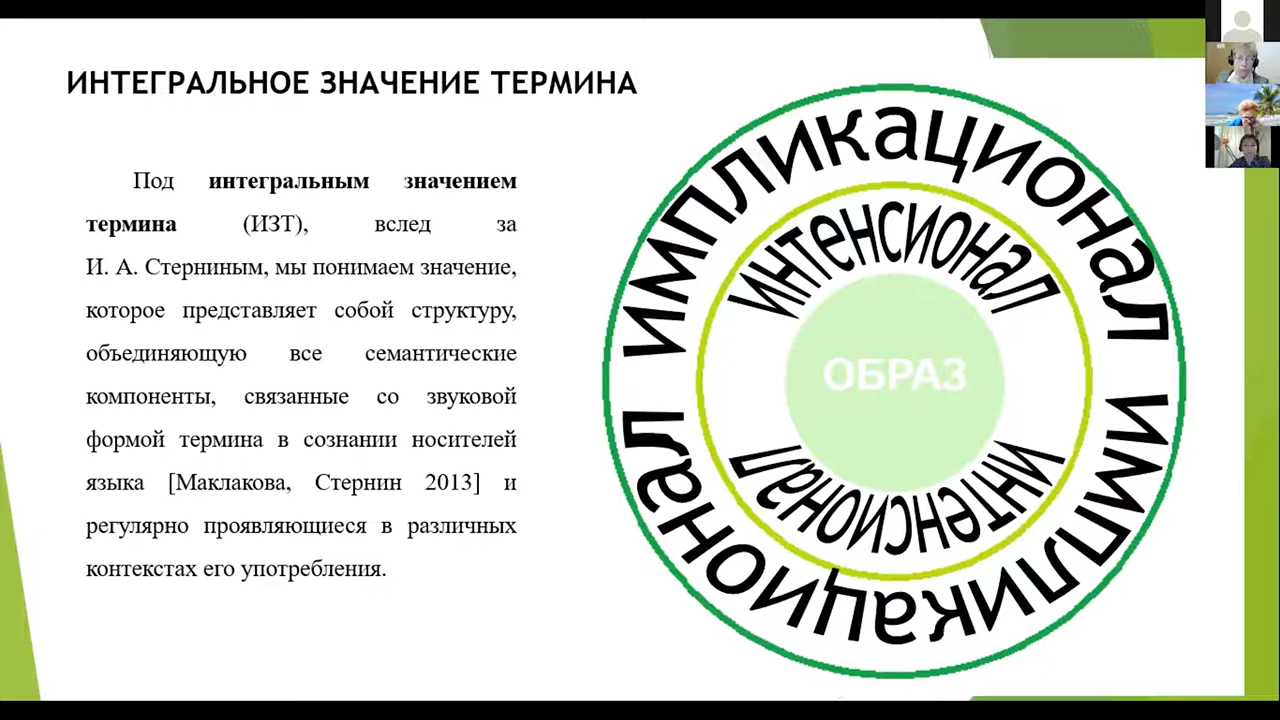 ИНТЕГРАЛЬНОЕ ЗНАЧЕНИЕ ТЕРМИНА
Под интегральным значением
термина (ИЗТ), вслед за
И. А. Стерниным, мы понимаем значение,
которое представляет собой структуру,
объединяющую все семантические
компоненты, связанные со звуковой
формой термина в сознании носителей
языка [Маклакова, Стернин 2013] и
регулярно проявляющиеся в различных
контекстах его употребления.
импликационал
интенсионал
ОБРАЗ
интенсионал
импликационал